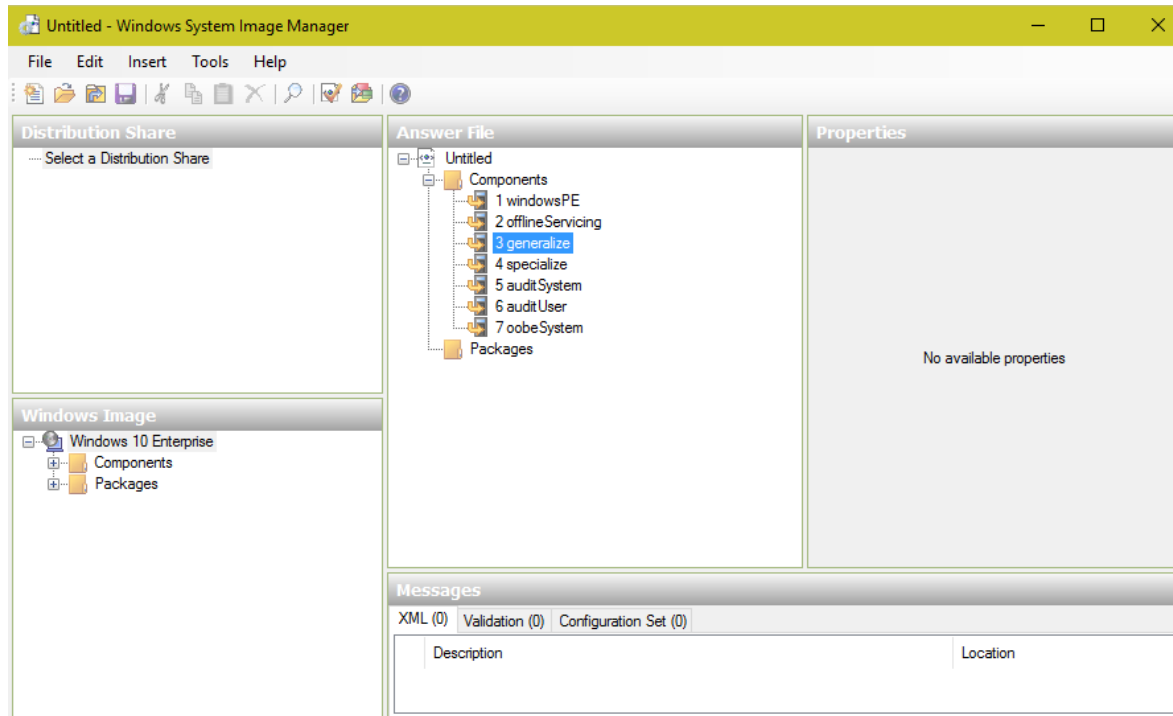 Untitled - Windows System Image Manager
File Edit Insert Tools Help
Distribution Share
Select a Distribution Share
Answer File
Untitled
Components
1 windowsPE
2 offlineServicing
3 generalize
4 specialize
5 auditSystem
6 auditUser
7 oobeSystem
Packages
Properties
No available properties
Windows Image
Windows 10 Enterprise
Components
Packages
Messages
XML (0) Validation (0) Configuration Set (0)
Description Location